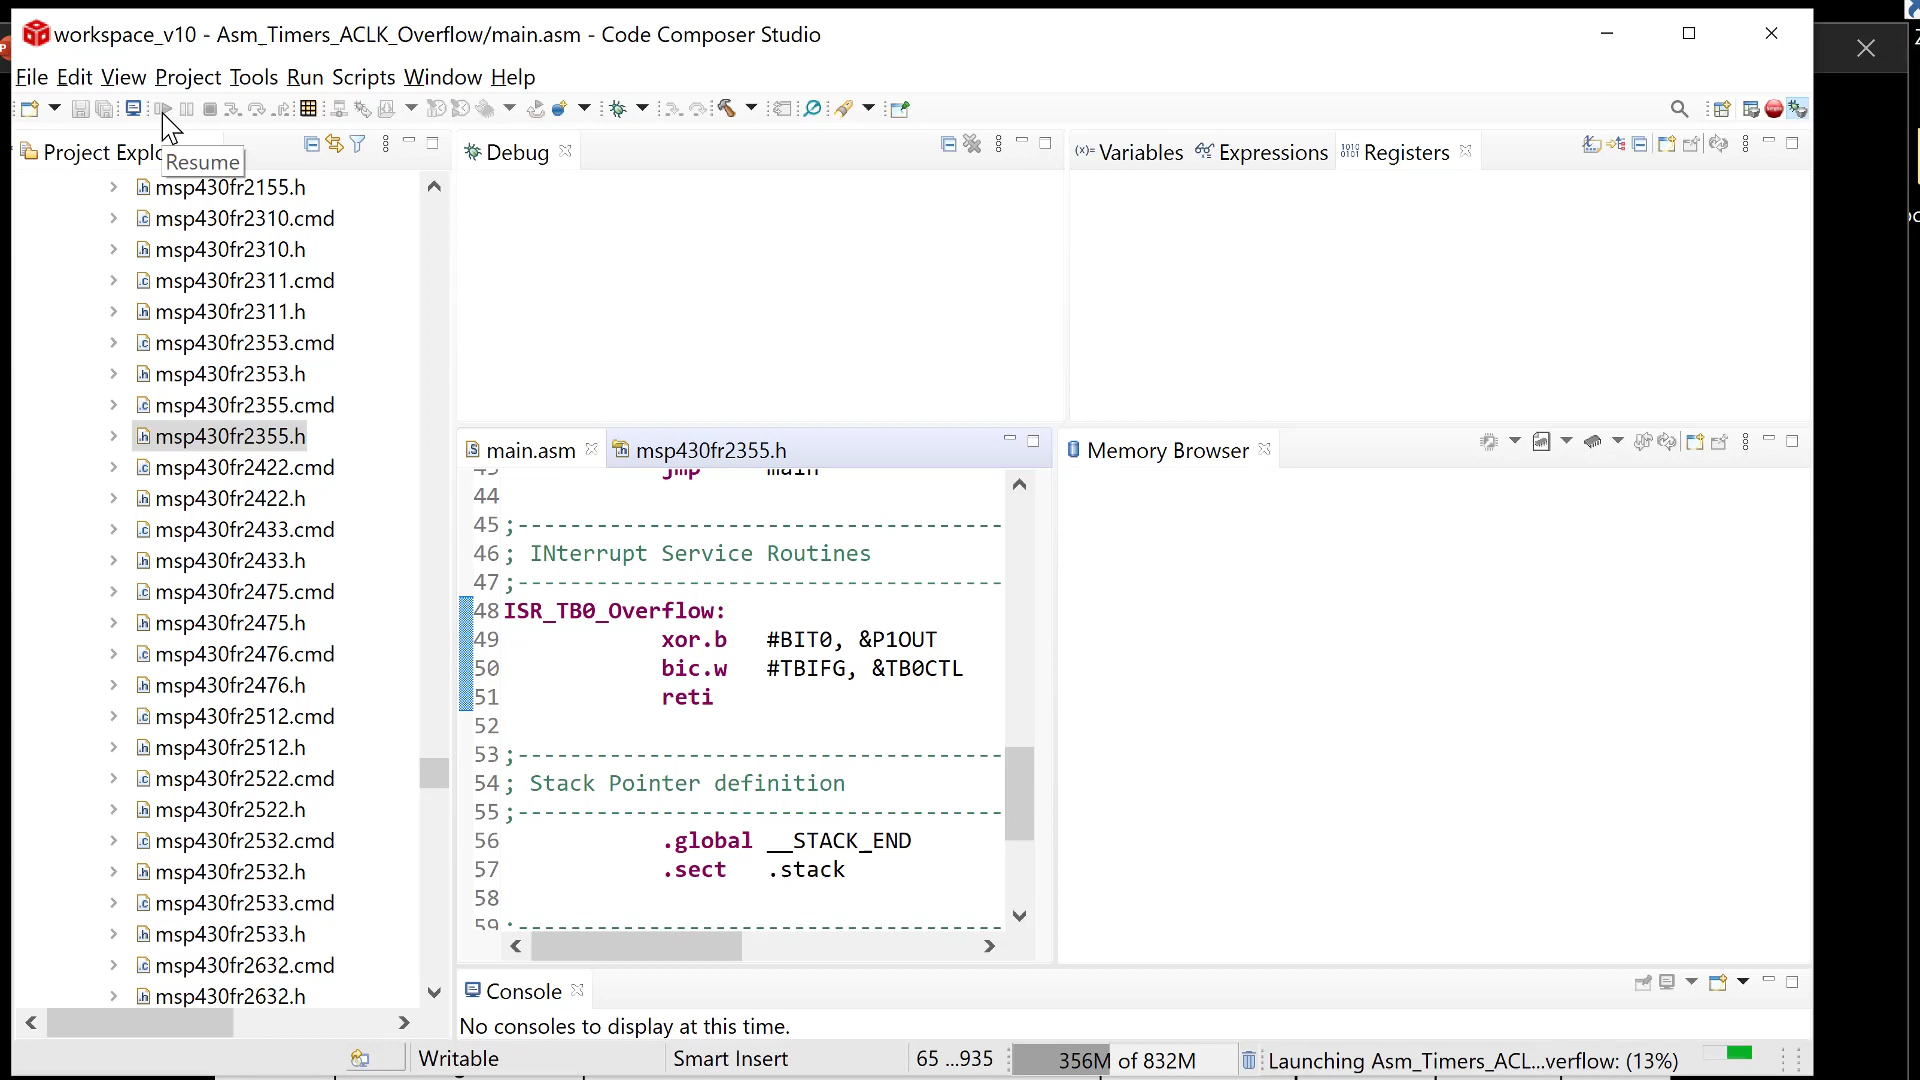 workspace_v10 - Asm_Timers_ACLK_Overflow/main.asm - Code Composer Studio
File Edit View Project Tools Run Scripts Window Help
Project Explo
Resume
msp430fr2155.h
msp430fr2310.cmd
msp430fr2310.h
msp430fr2311.cmd
msp430fr2311.h
msp430fr2353.cmd
msp430fr2353.h
msp430fr2355.cmd
msp430fr2355.h
msp430fr2422.cmd
msp430fr2422.h
msp430fr2433.cmd
msp430fr2433.h
msp430fr2475.cmd
msp430fr2475.h
msp430fr2476.cmd
msp430fr2476.h
msp430fr2512.cmd
msp430fr2512.h
msp430fr2522.cmd
msp430fr2522.h
msp430fr2532.cmd
msp430fr2532.h
msp430fr2533.cmd
msp430fr2533.h
msp430fr2632.cmd
msp430fr2632.h
Debug
(x)= Variables Expressions Registers
main.asm msp430fr2355.h
jmp main
44
45 ;-------------------------------------
46 ; INterrupt Service Routines
47 ;-------------------------------------
48 ISR_TB0_Overflow:
49 xor.b #BIT0, &P1OUT
50 bic.w #TBIFG, &TB0CTL
51 reti
52
53 ;-------------------------------------
54 ; Stack Pointer definition
55 ;-------------------------------------
56 .global __STACK_END
57 .sect .stack
58
59 ;-------------------------------------
Memory Browser
Console
No consoles to display at this time.
Writable Smart Insert 65 ...935 356M of 832M Launching Asm_Timers_ACL...verflow: (13%)